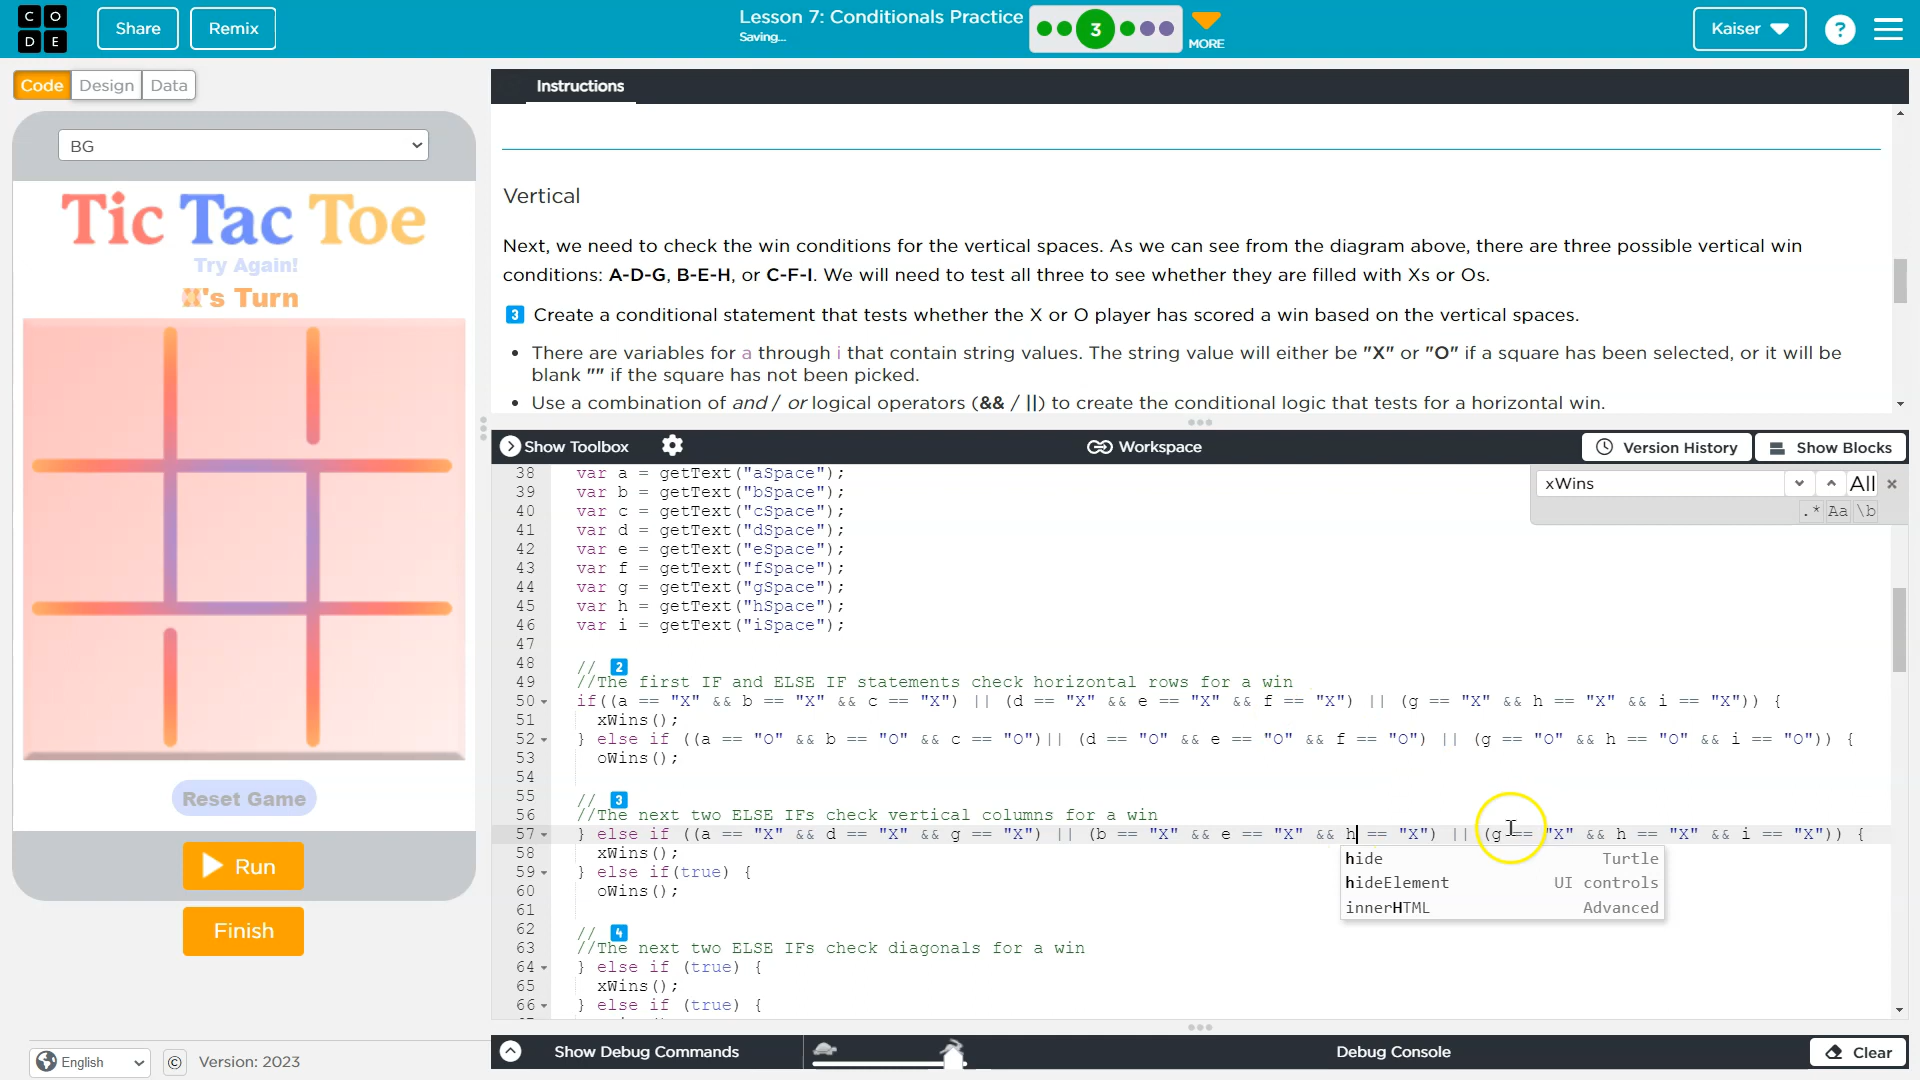 C O
D E
Share
Remix
Lesson 7: Conditionals Practice
Saving...
3
MORE
Kaiser
?
Code
Design
Data
BG
Tic Tac Toe
Try Again!
's Turn
Reset Game
Run
Finish
English
©
Version: 2023
Instructions
Vertical
Next, we need to check the win conditions for the vertical spaces. As we can see from the diagram above, there are three possible vertical win
conditions: A-D-G, B-E-H, or C-F-I. We will need to test all three to see whether they are filled with Xs or Os.
3 Create a conditional statement that tests whether the X or O player has scored a win based on the vertical spaces.
• There are variables for a through i that contain string values. The string value will either be "X" or "O" if a square has been selected, or it will be
blank "" if the square has not been picked.
• Use a combination of and / or logical operators (&& / ||) to create the conditional logic that tests for a horizontal win.
Show Toolbox
Workspace
Version History
Show Blocks
xWins
All
.*
Aa
\b
38 var a = getText("aSpace");
39 var b = getText("bSpace");
40 var c = getText("cSpace");
41 var d = getText("dSpace");
42 var e = getText("eSpace");
43 var f = getText("fSpace");
44 var g = getText("gSpace");
45 var h = getText("hSpace");
46 var i = getText("iSpace");
47
48 // 2
49 //The first IF and ELSE IF statements check horizontal rows for a win
50 if((a == "X" && b == "X" && c == "X") || (d == "X" && e == "X" && f == "X") || (g == "X" && h == "X" && i == "X")) {
51 xWins();
52 } else if ((a == "O" && b == "O" && c == "O")|| (d == "O" && e == "O" && f == "O") || (g == "O" && h == "O" && i == "O")) {
53 oWins();
54
55 // 3
56 //The next two ELSE IFs check vertical columns for a win
57 } else if ((a == "X" && d == "X" && g == "X") || (b == "X" && e == "X" && h == "X") || (g == "X" && h == "X" && i == "X")) {
58 xWins();
59 } else if(true) {
60 oWins();
61
62 // 4
63 //The next two ELSE IFs check diagonals for a win
64 } else if (true) {
65 xWins();
66 } else if (true) {
hide Turtle
hideElement UI controls
innerHTML Advanced
Show Debug Commands
Debug Console
Clear